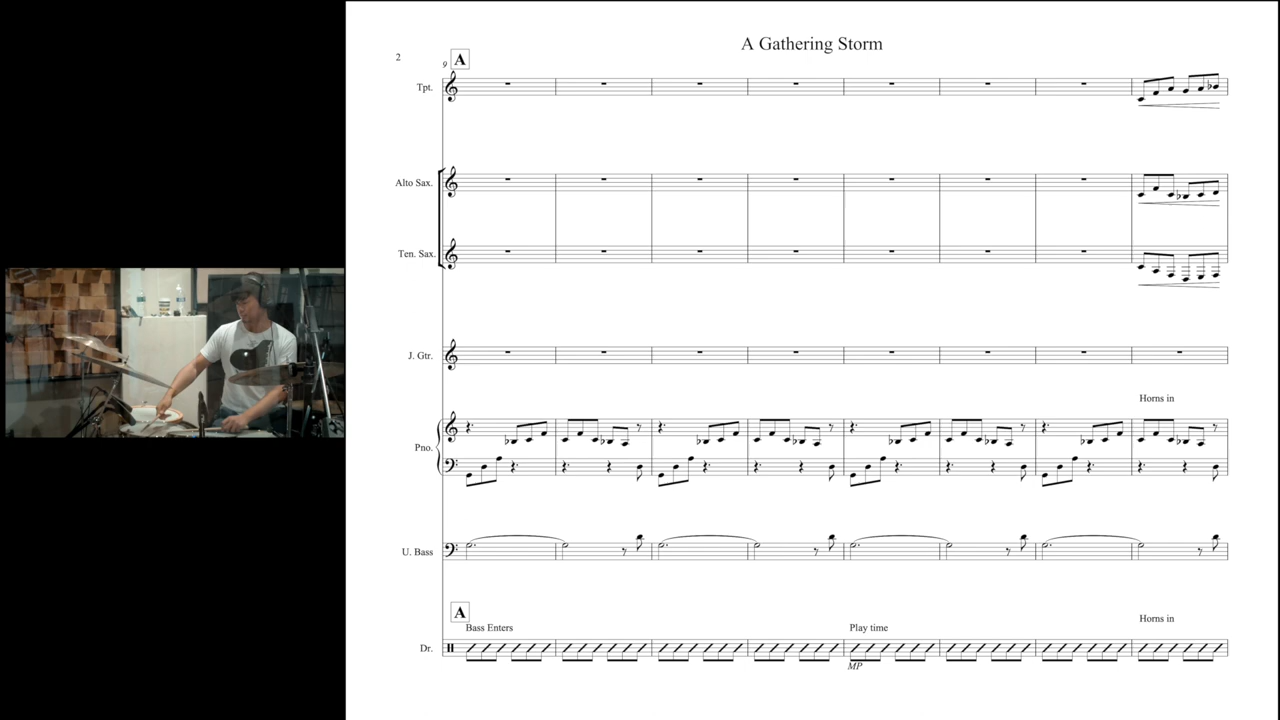 A Gathering Storm
2
9
A
Tpt.
Alto Sax.
Ten. Sax.
J. Gtr.
Horns in
Pno.
U. Bass
A
Bass Enters
Play time
Horns in
Dr.
MP